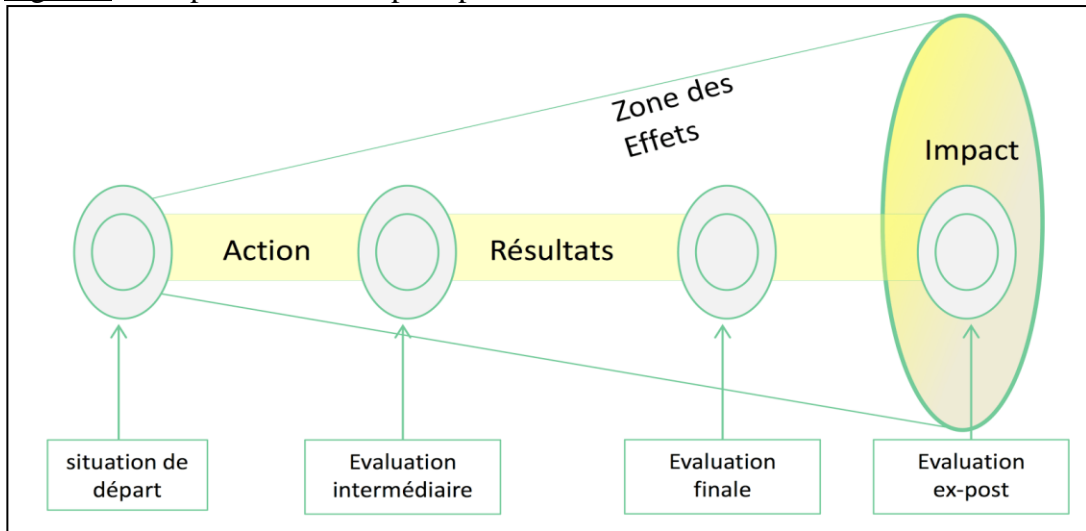 Zone des
Effets
Impact
Action
Résultats
situation de
départ
Evaluation
intermédiaire
Evaluation
finale
Evaluation
ex-post